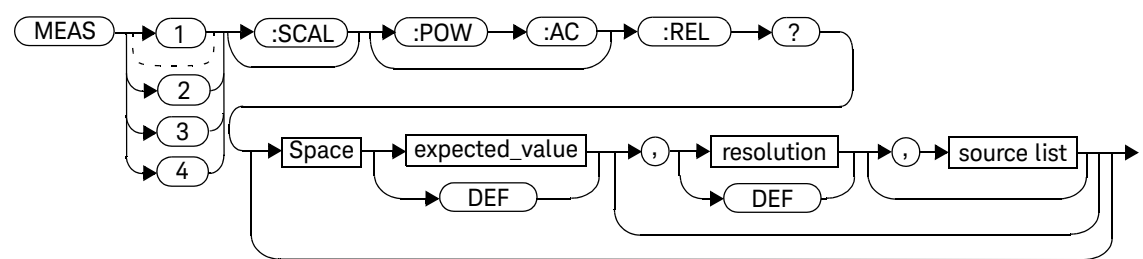 MEAS 1 :SCAL :POW :AC :REL ?
2
3
4
Space expected_value , resolution , source list
DEF DEF